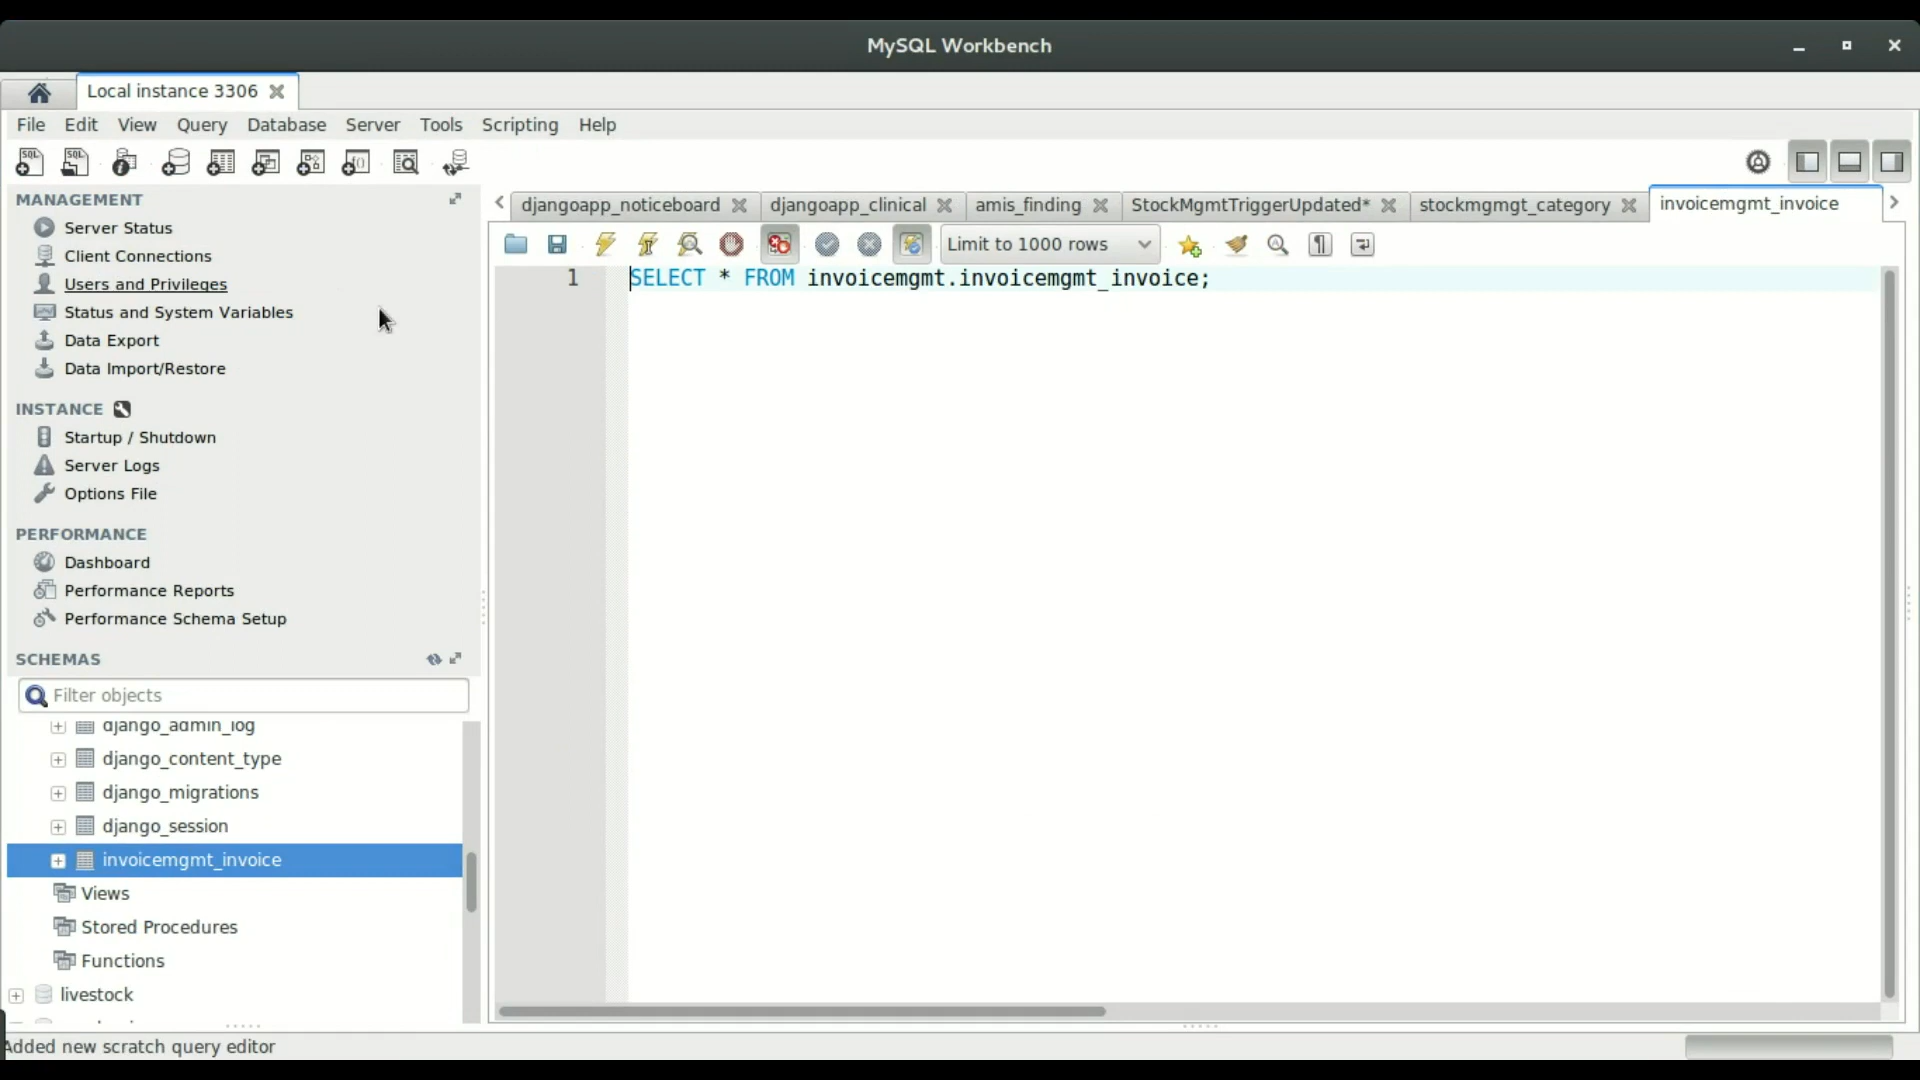 MySQL Workbench
Local instance 3306
File Edit View Query Database Server Tools Scripting Help
SQL SQL
MANAGEMENT
Server Status
Client Connections
Users and Privileges
Status and System Variables
Data Export
Data Import/Restore
INSTANCE
Startup / Shutdown
Server Logs
Options File
PERFORMANCE
Dashboard
Performance Reports
Performance Schema Setup
SCHEMAS
Filter objects
django_admin_log
django_content_type
django_migrations
django_session
invoicemgmt_invoice
Views
Stored Procedures
Functions
livestock
djangoapp_noticeboard djangoapp_clinical amis_finding StockMgmtTriggerUpdated* stockmgmgt_category invoicemgmt_invoice
Limit to 1000 rows
1 SELECT * FROM invoicemgmt.invoicemgmt_invoice;
Added new scratch query editor